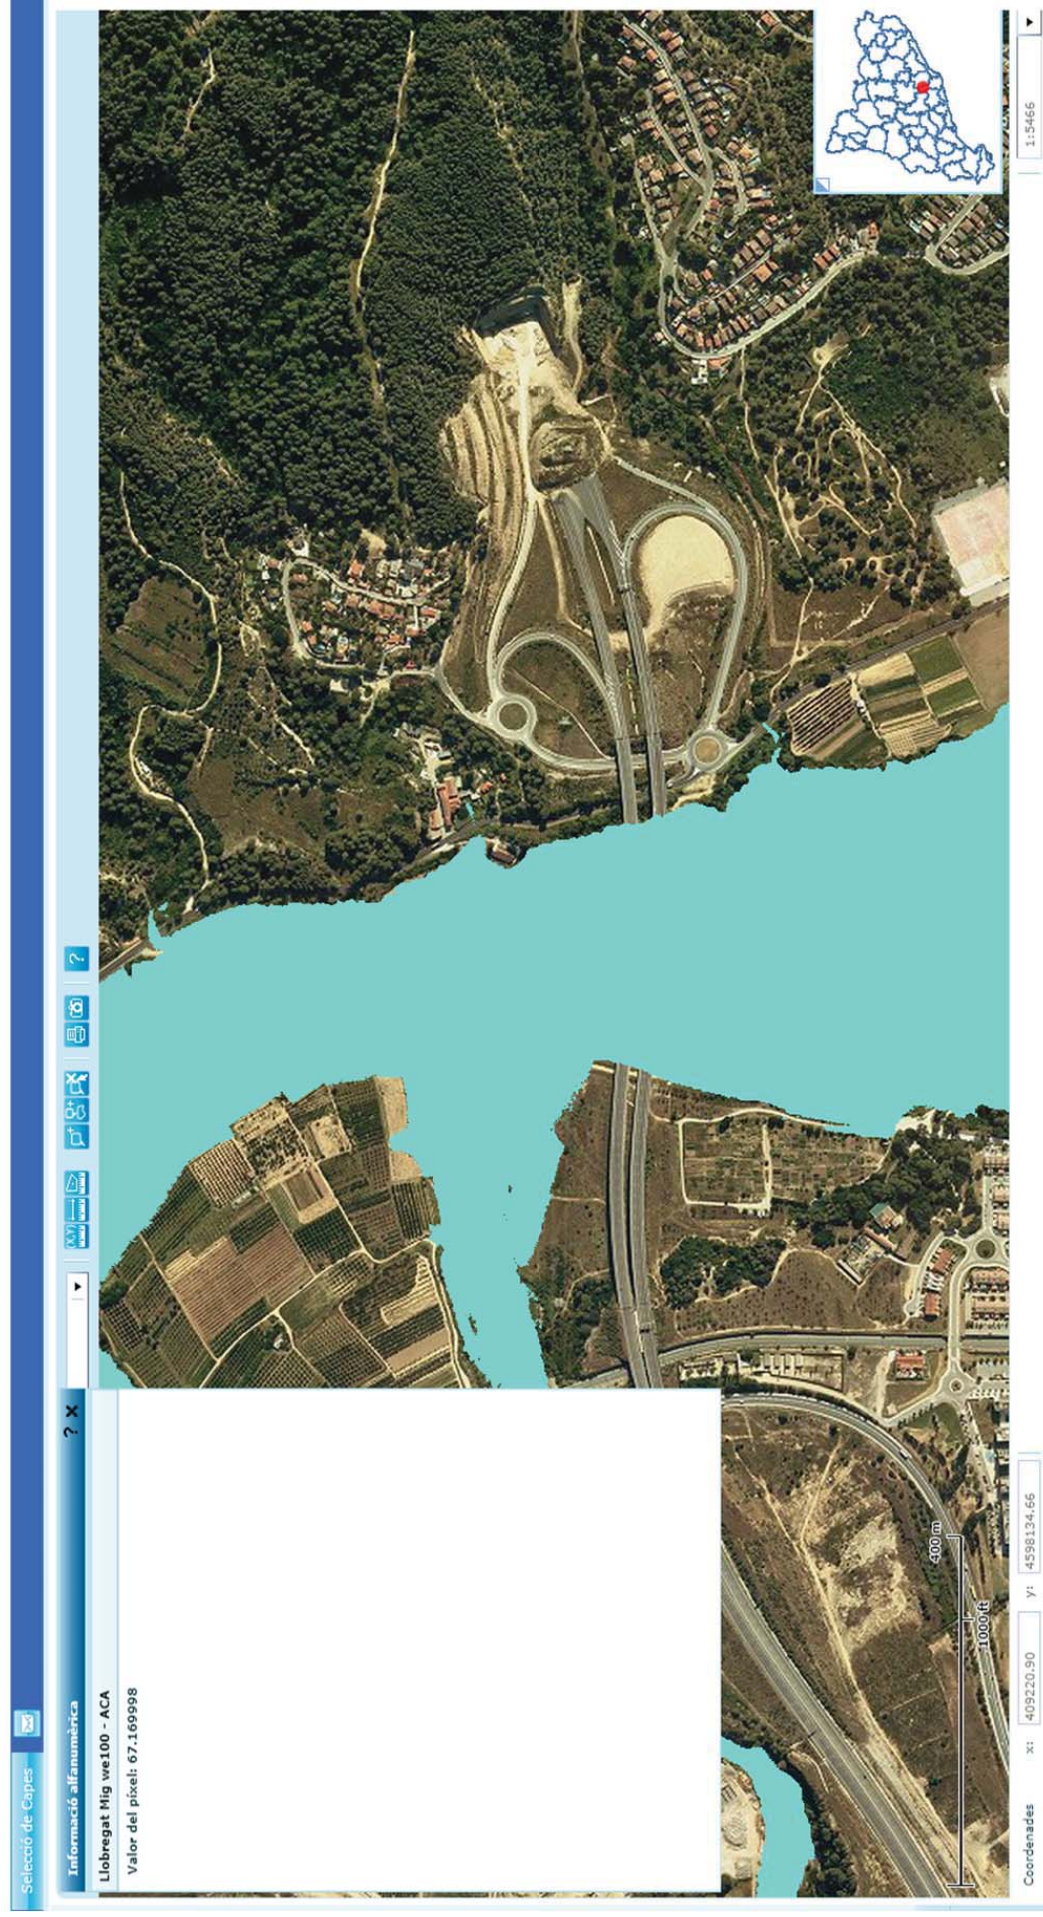 Selecció de Capes
Informació alfanumèrica
? x
(X,Y)
?
Llobregat Mig we100 - ACA
Valor del píxel: 67.169998
400 m
1000 ft
Coordenades x: 409220.90 y: 4598134.66
1:5466